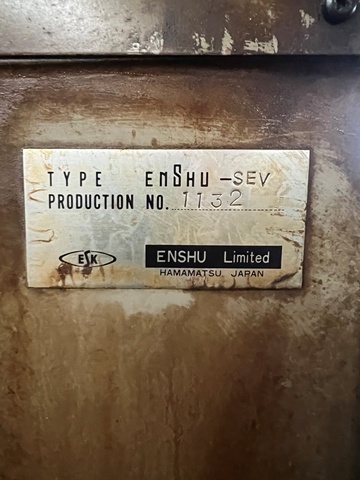 TYPE ENSHU-SEV
PRODUCTION NO. 1132
ESK
ENSHU Limited
HAMAMATSU, JAPAN